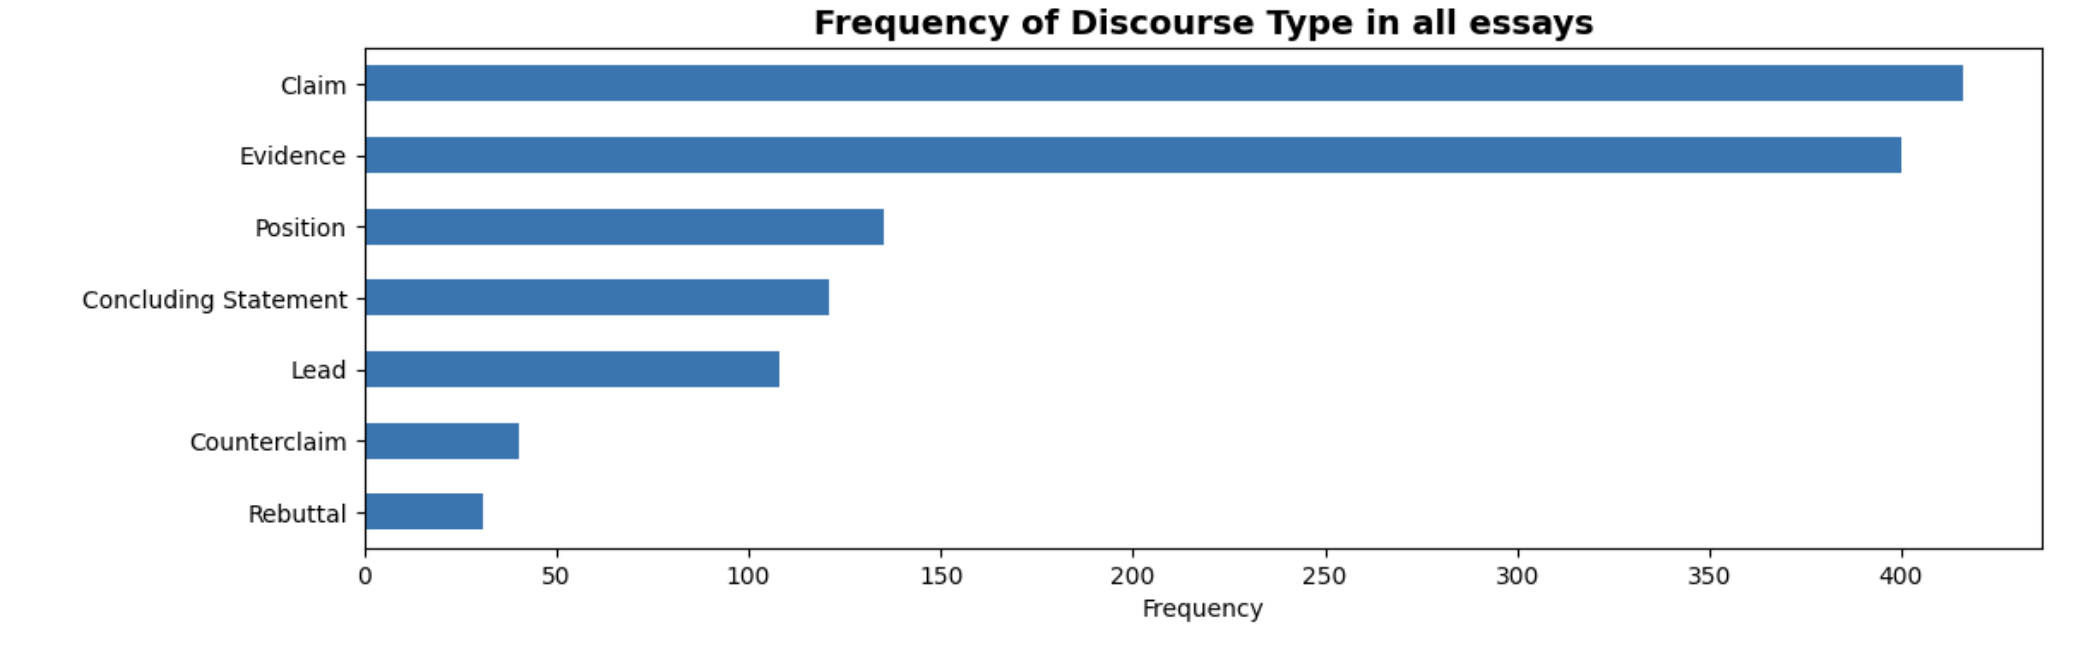 Frequency of Discourse Type in all essays
Claim
Evidence
Position
Concluding Statement
Lead
Counterclaim
Rebuttal
0 50 100 150 200 250 300 350 400
Frequency